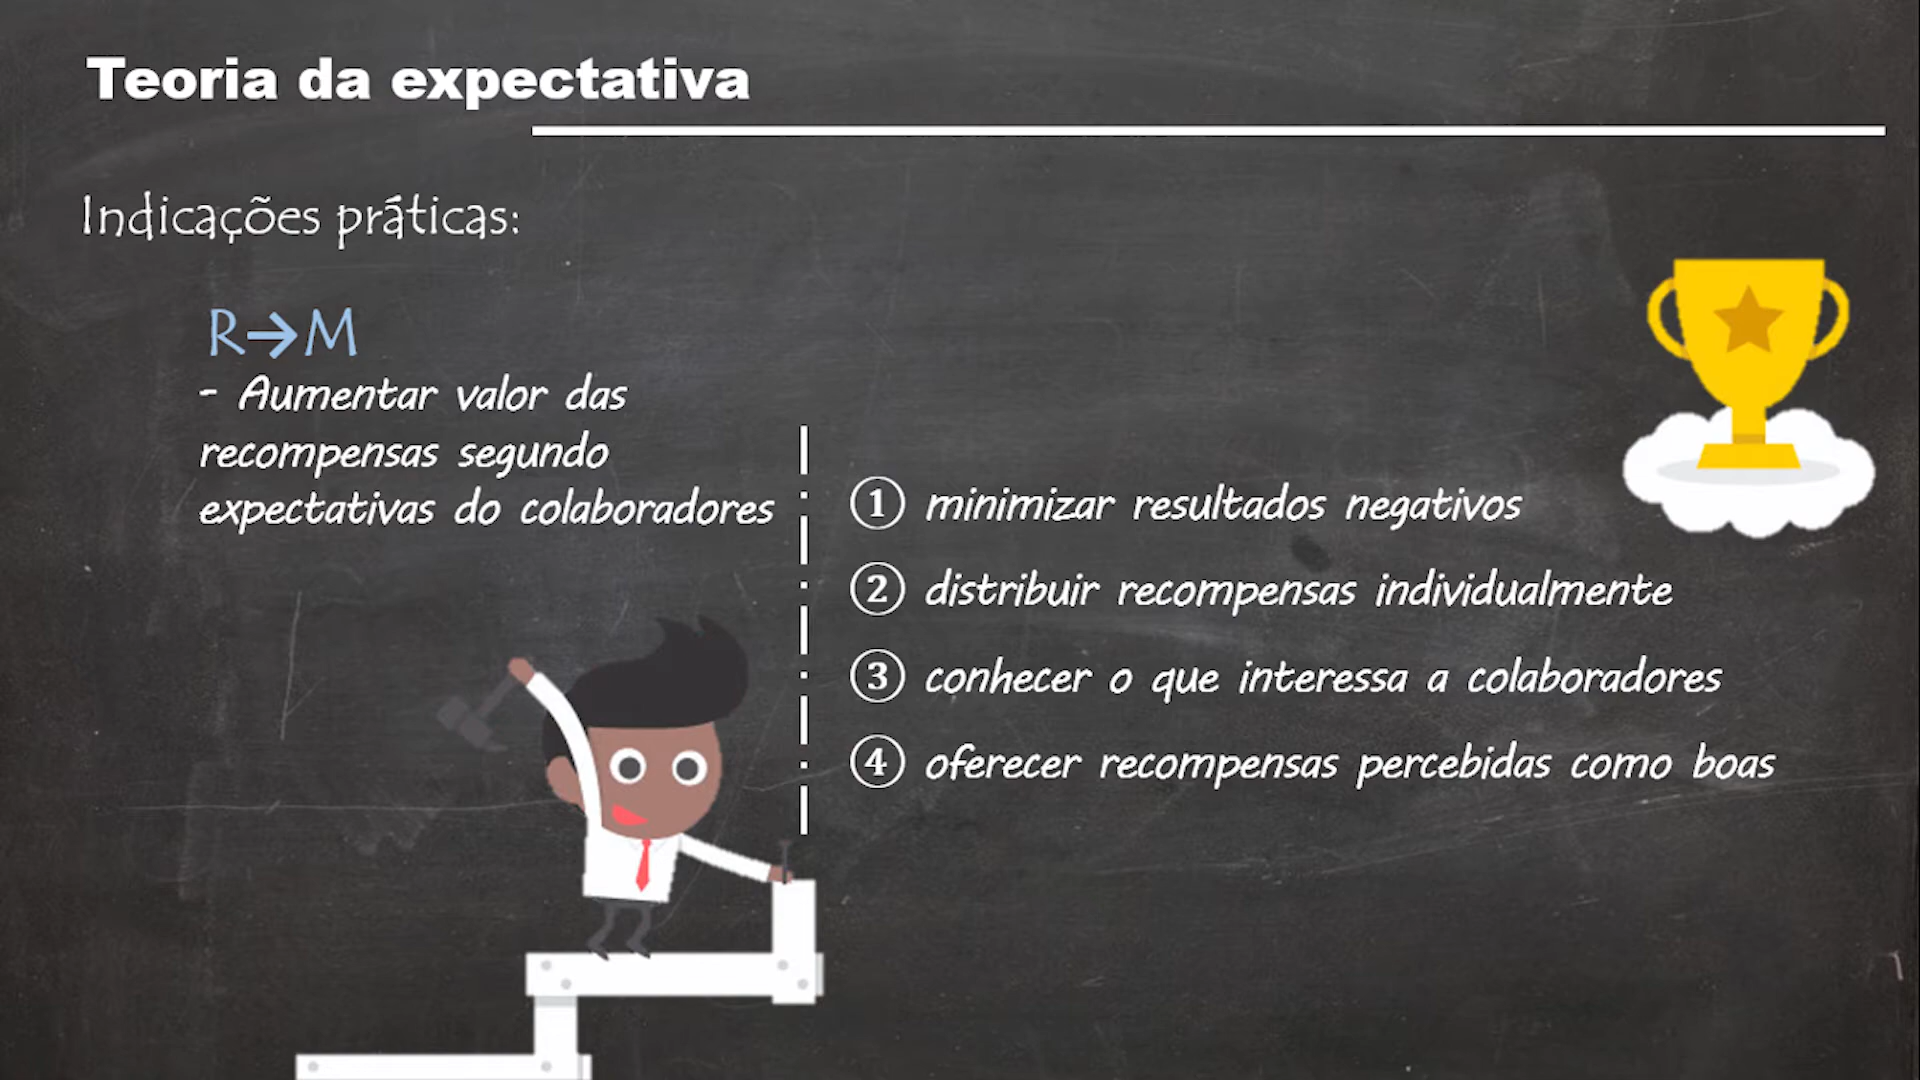 Teoria da expectativa
Indicações práticas:
R→M
- Aumentar valor das
recompensas segundo
expectativas do colaboradores
① minimizar resultados negativos
② distribuir recompensas individualmente
③ conhecer o que interessa a colaboradores
④ oferecer recompensas percebidas como boas